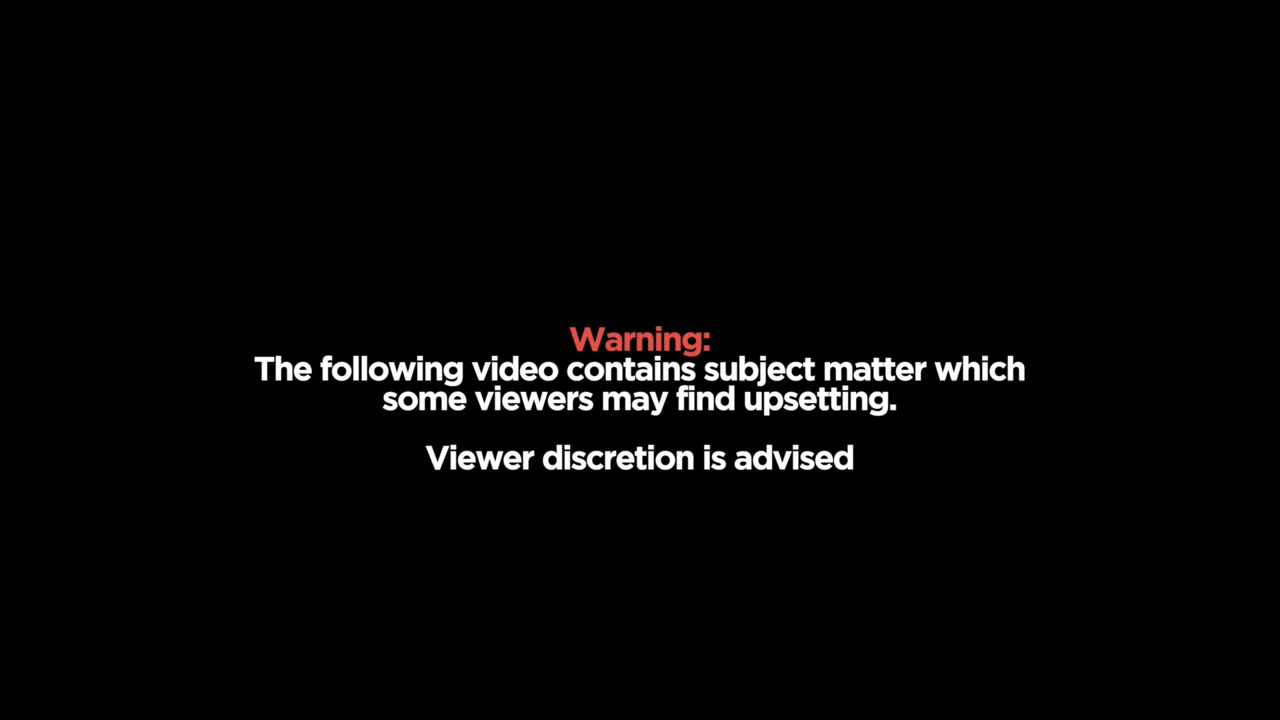 Warning:
The following video contains subject matter which
some viewers may find upsetting.
Viewer discretion is advised